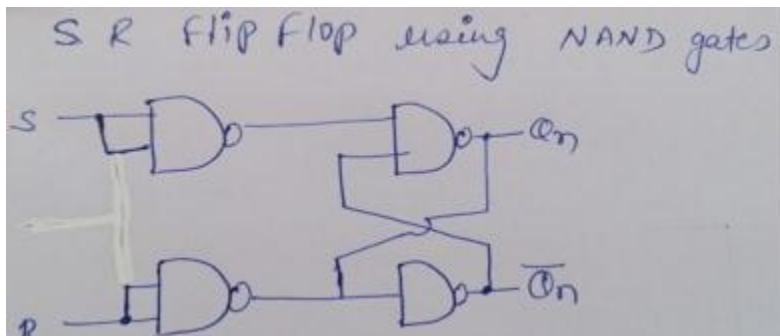 S R flip flop using NAND gates
S
Qn
R
Q̅n